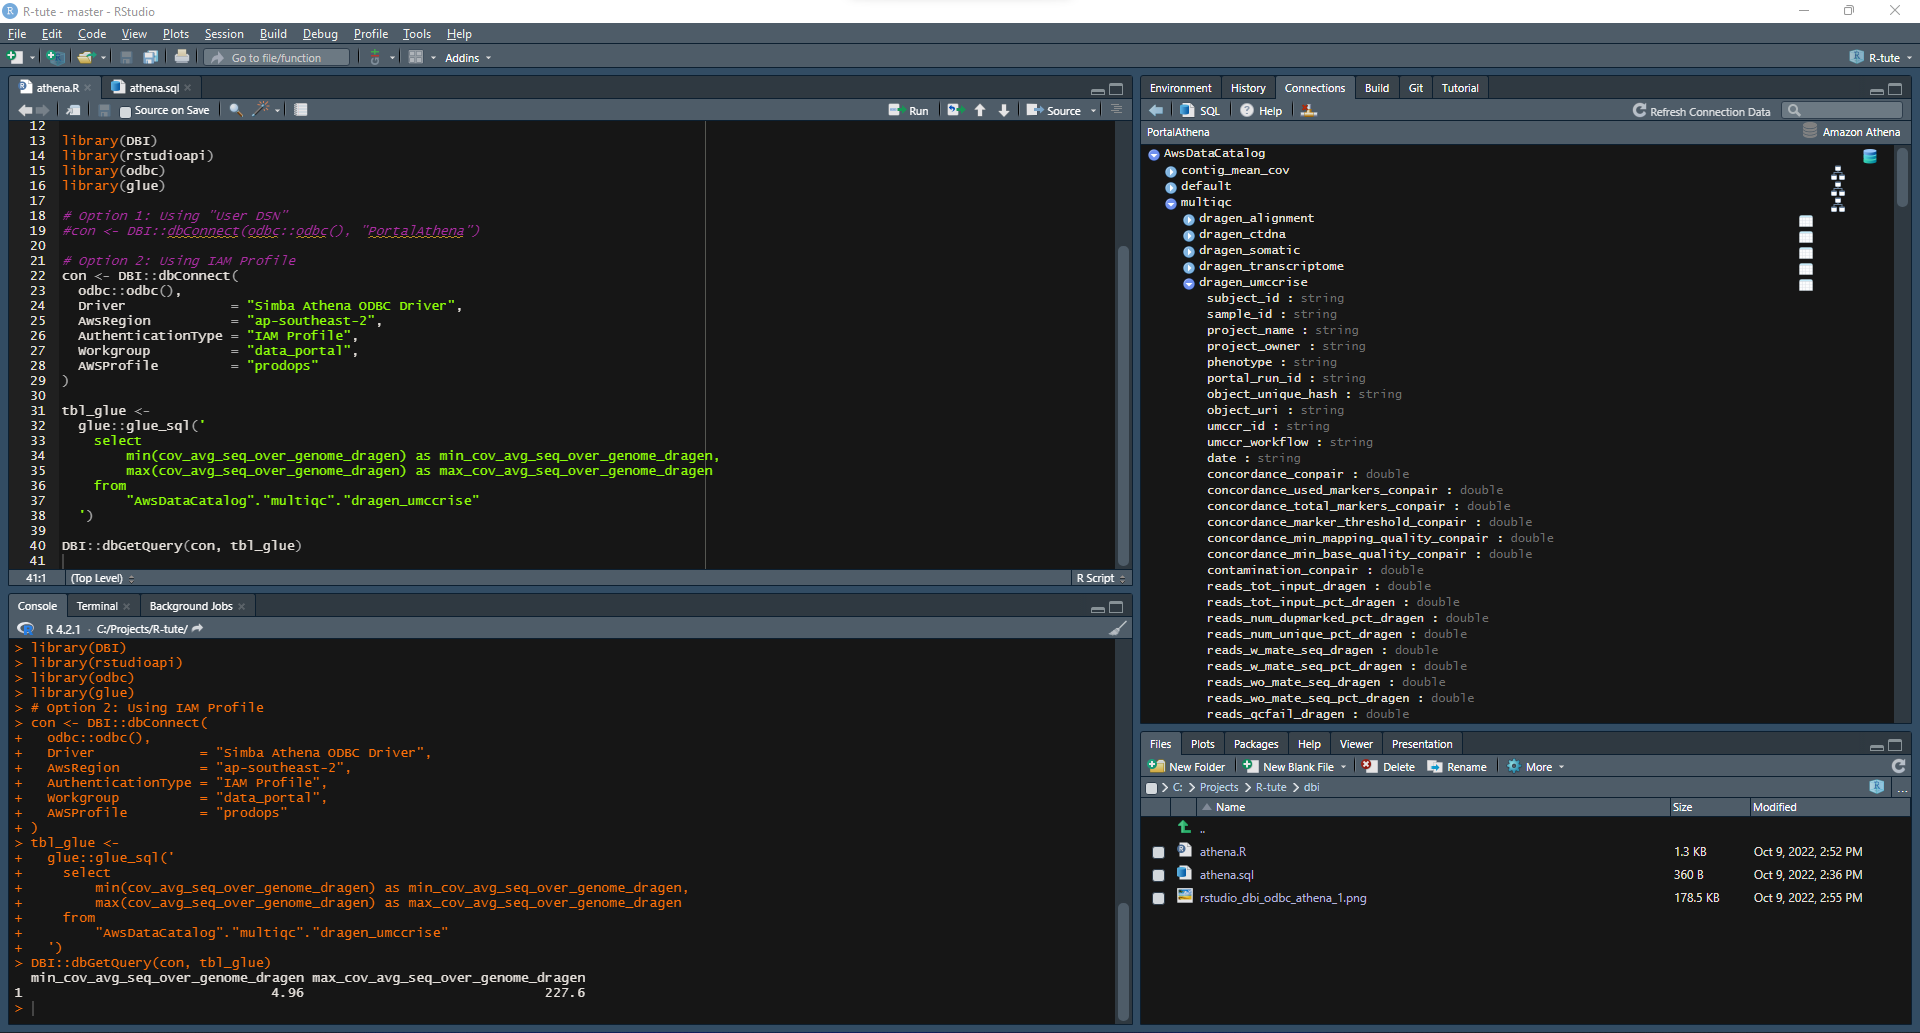 R-tute - master - RStudio
File Edit Code View Plots Session Build Debug Profile Tools Help
Go to file/function Addins R-tute
athena.R athena.sql
Source on Save Run Source
12
13 library(DBI)
14 library(rstudioapi)
15 library(odbc)
16 library(glue)
17
18 # Option 1: Using "User DSN"
19 #con <- DBI::dbConnect(odbc::odbc(), "PortalAthena")
20
21 # Option 2: Using IAM Profile
22 con <- DBI::dbConnect(
23 odbc::odbc(),
24 Driver = "Simba Athena ODBC Driver",
25 AwsRegion = "ap-southeast-2",
26 AuthenticationType = "IAM Profile",
27 Workgroup = "data_portal",
28 AWSProfile = "prodops"
29 )
30
31 tbl_glue <-
32 glue::glue_sql('
33 select
34 min(cov_avg_seq_over_genome_dragen) as min_cov_avg_seq_over_genome_dragen,
35 max(cov_avg_seq_over_genome_dragen) as max_cov_avg_seq_over_genome_dragen
36 from
37 "AwsDataCatalog"."multiqc"."dragen_umccrise"
38 ')
39
40 DBI::dbGetQuery(con, tbl_glue)
41
41:1 (Top Level) R Script
Console Terminal Background Jobs
R 4.2.1 · C:/Projects/R-tute/
> library(DBI)
> library(rstudioapi)
> library(odbc)
> library(glue)
> # Option 2: Using IAM Profile
> con <- DBI::dbConnect(
+ odbc::odbc(),
+ Driver = "Simba Athena ODBC Driver",
+ AwsRegion = "ap-southeast-2",
+ AuthenticationType = "IAM Profile",
+ Workgroup = "data_portal",
+ AWSProfile = "prodops"
+ )
> tbl_glue <-
+ glue::glue_sql('
+ select
+ min(cov_avg_seq_over_genome_dragen) as min_cov_avg_seq_over_genome_dragen,
+ max(cov_avg_seq_over_genome_dragen) as max_cov_avg_seq_over_genome_dragen
+ from
+ "AwsDataCatalog"."multiqc"."dragen_umccrise"
+ ')
> DBI::dbGetQuery(con, tbl_glue)
min_cov_avg_seq_over_genome_dragen max_cov_avg_seq_over_genome_dragen
1 4.96 227.6
>
Environment History Connections Build Git Tutorial
SQL Help Refresh Connection Data
PortalAthena Amazon Athena
AwsDataCatalog
contig_mean_cov
default
multiqc
dragen_alignment
dragen_ctdna
dragen_somatic
dragen_transcriptome
dragen_umccrise
subject_id : string
sample_id : string
project_name : string
project_owner : string
phenotype : string
portal_run_id : string
object_unique_hash : string
object_uri : string
umccr_id : string
umccr_workflow : string
date : string
concordance_conpair : double
concordance_used_markers_conpair : double
concordance_total_markers_conpair : double
concordance_marker_threshold_conpair : double
concordance_min_mapping_quality_conpair : double
concordance_min_base_quality_conpair : double
contamination_conpair : double
reads_tot_input_dragen : double
reads_tot_input_pct_dragen : double
reads_num_dupmarked_pct_dragen : double
reads_num_unique_pct_dragen : double
reads_w_mate_seq_dragen : double
reads_w_mate_seq_pct_dragen : double
reads_wo_mate_seq_dragen : double
reads_wo_mate_seq_pct_dragen : double
reads_qcfail_dragen : double
Files Plots Packages Help Viewer Presentation
New Folder New Blank File Delete Rename More
C: > Projects > R-tute > dbi ...
Name Size Modified
..
athena.R 1.3 KB Oct 9, 2022, 2:52 PM
athena.sql 360 B Oct 9, 2022, 2:36 PM
rstudio_dbi_odbc_athena_1.png 178.5 KB Oct 9, 2022, 2:55 PM